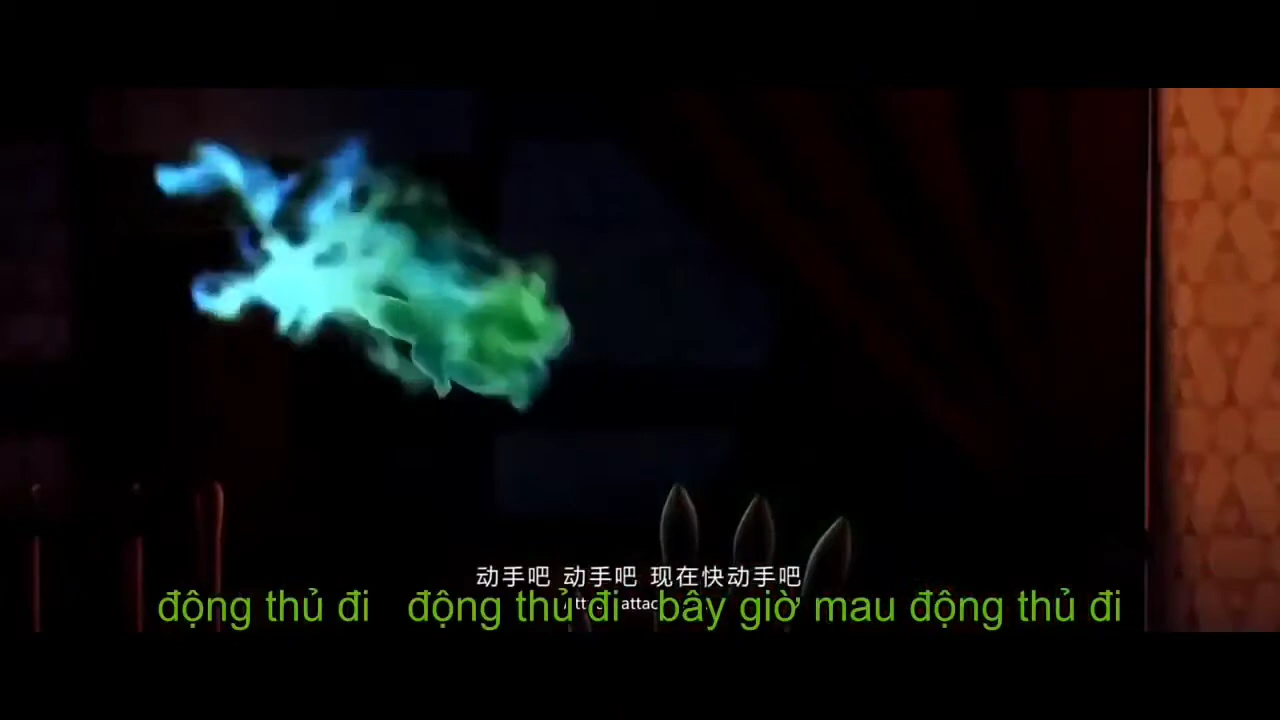 动手吧 动手吧 现在快动手吧
động thủ đi động thủ đi bây giờ mau động thủ đi